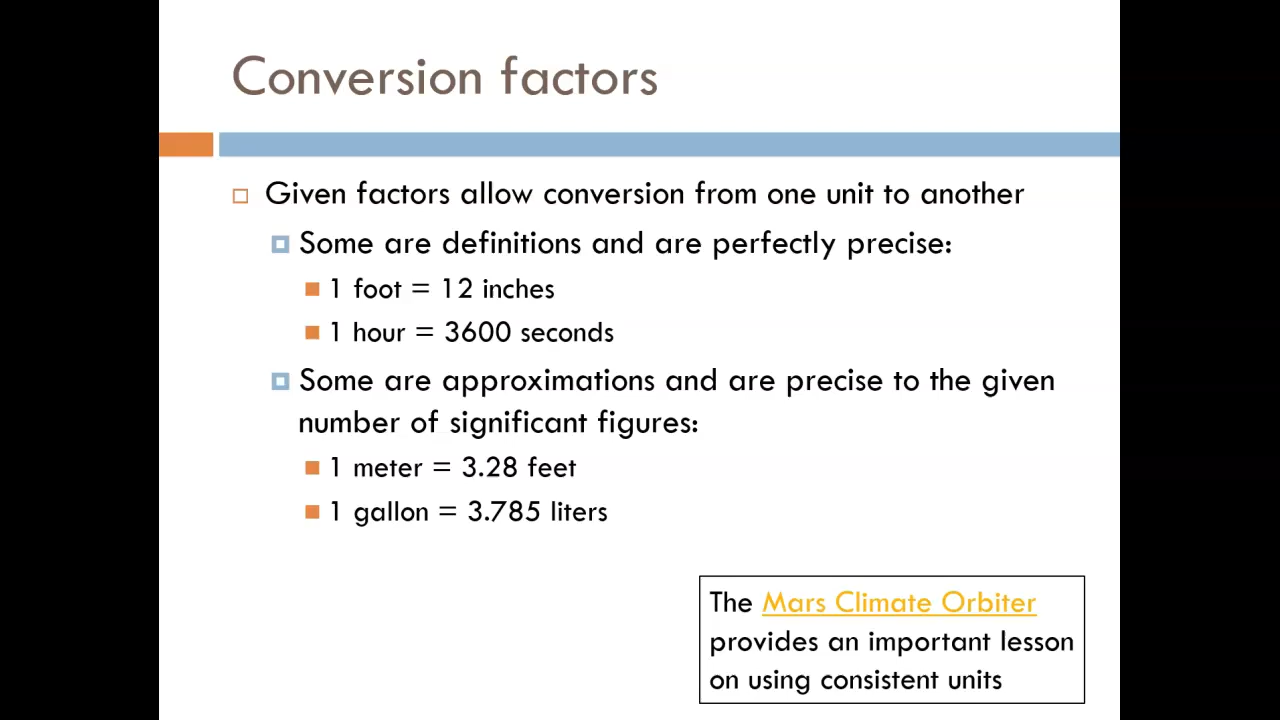 Conversion factors
Given factors allow conversion from one unit to another
Some are definitions and are perfectly precise:
1 foot = 12 inches
1 hour = 3600 seconds
Some are approximations and are precise to the given
number of significant figures:
1 meter = 3.28 feet
1 gallon = 3.785 liters
The Mars Climate Orbiter
provides an important lesson
on using consistent units